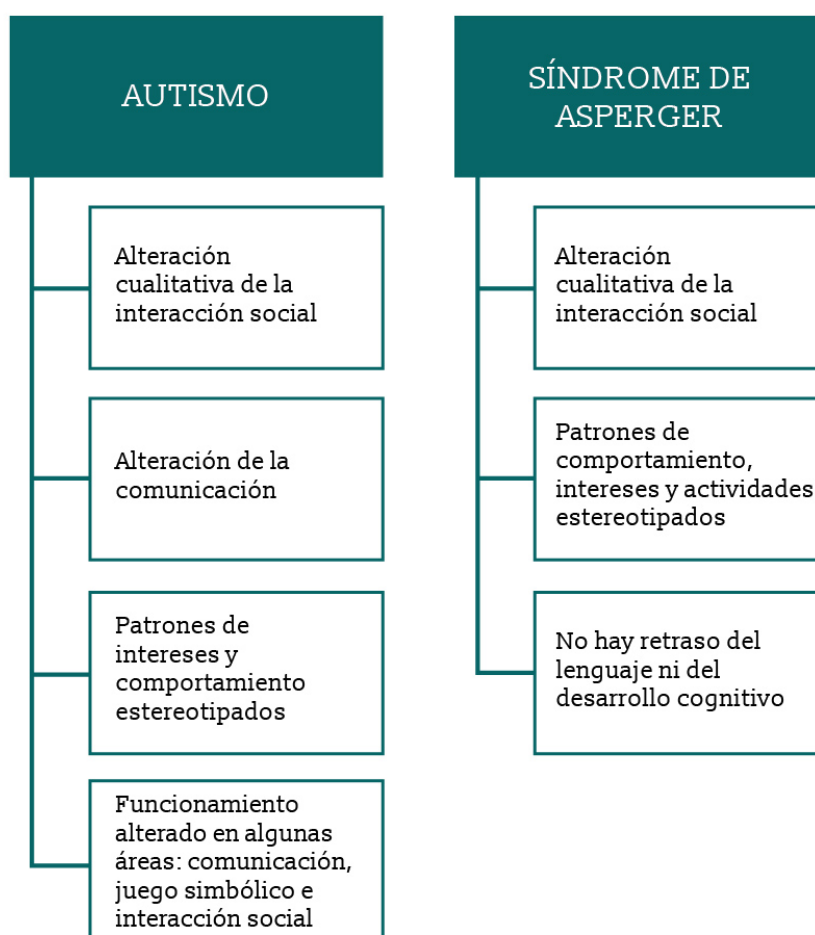 AUTISMO
Alteración
cualitativa de la
interacción social
Alteración de la
comunicación
Patrones de
intereses y
comportamiento
estereotipados
Funcionamiento
alterado en algunas
áreas: comunicación,
juego simbólico e
interacción social
SÍNDROME DE
ASPERGER
Alteración
cualitativa de la
interacción social
Patrones de
comportamiento,
intereses y actividades
estereotipados
No hay retraso del
lenguaje ni del
desarrollo cognitivo